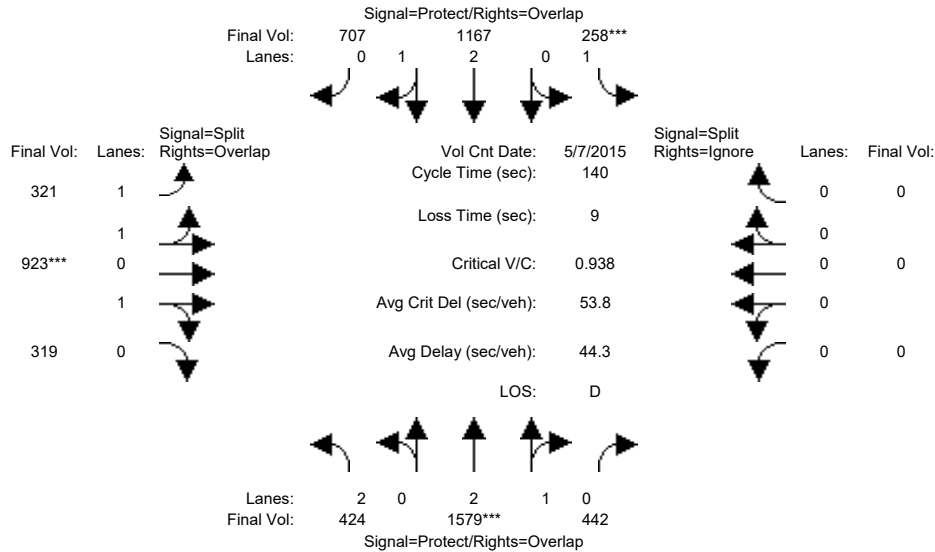 Signal=Protect/Rights=Overlap
Final Vol: 707 1167 258***
Lanes: 0 1 2 0 1
Signal=Split
Final Vol: Lanes: Rights=Overlap
Vol Cnt Date: 5/7/2015
Signal=Split
Rights=Ignore Lanes: Final Vol:
Cycle Time (sec): 140
321 1 0 0
Loss Time (sec): 9
1 0
923*** 0 Critical V/C: 0.938 0 0
1 Avg Crit Del (sec/veh): 53.8 0
319 0 Avg Delay (sec/veh): 44.3 0 0
LOS: D
Lanes: 2 0 2 1 0
Final Vol: 424 1579*** 442
Signal=Protect/Rights=Overlap